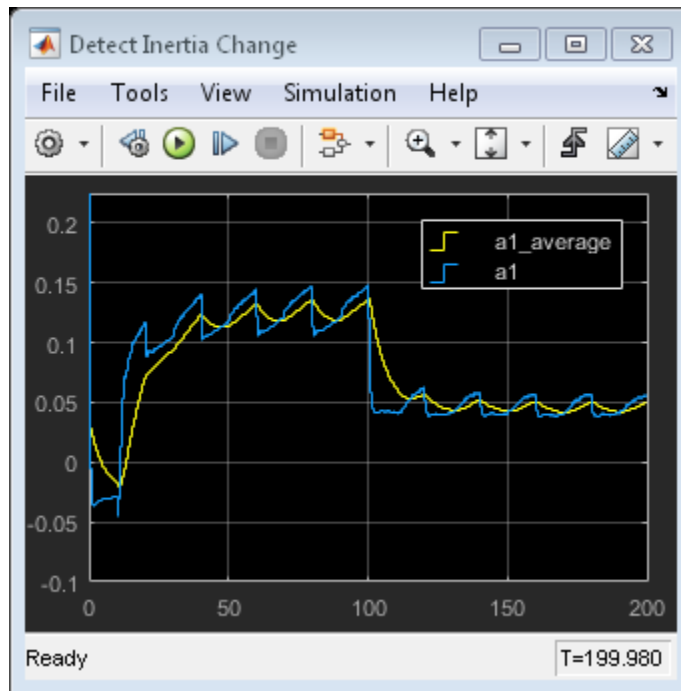 Detect Inertia Change
File Tools View Simulation Help
0.2
0.15
0.1
0.05
0
-0.05
-0.1
a1_average
a1
0 50 100 150 200
Ready T=199.980